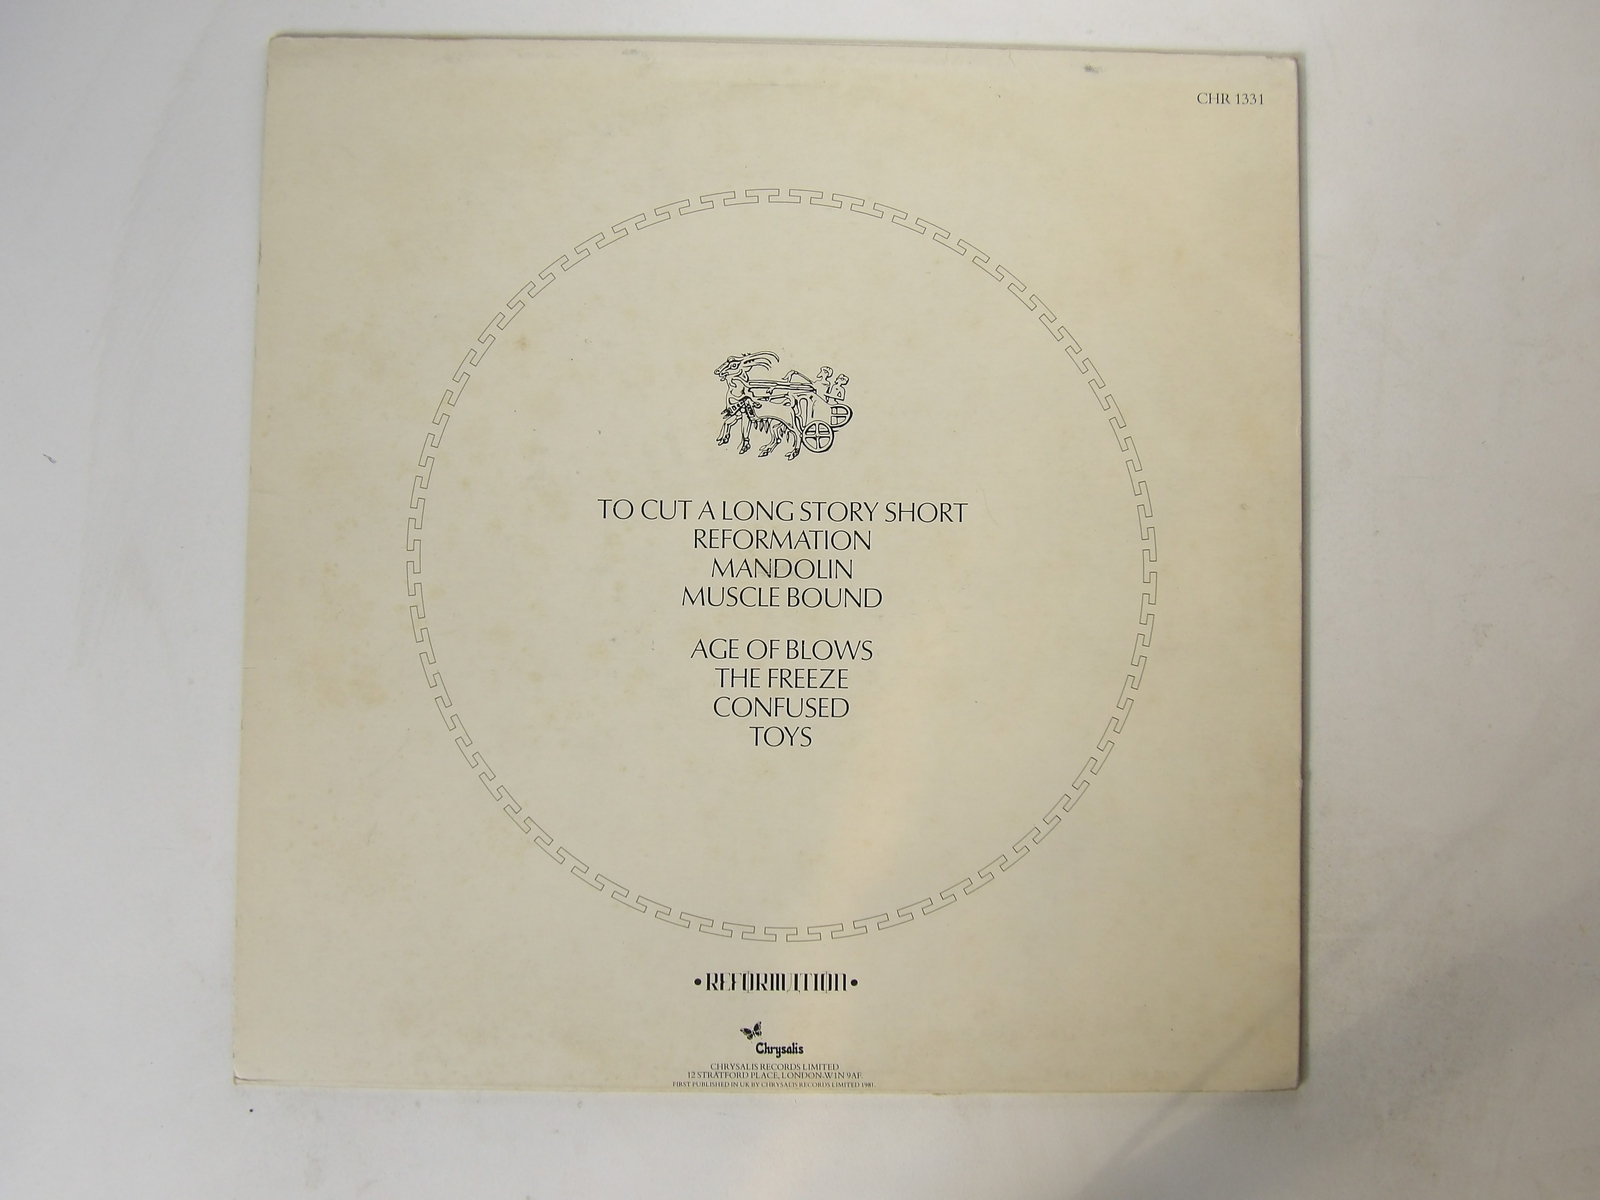 CHR 1331
TO CUT A LONG STORY SHORT
REFORMATION
MANDOLIN
MUSCLE BOUND
AGE OF BLOWS
THE FREEZE
CONFUSED
TOYS
• REFORMATION •
Chrysalis
CHRYSALIS RECORDS LIMITED
12 STRATFORD PLACE, LONDON W1N 9AF.
FIRST PUBLISHED IN UK BY CHRYSALIS RECORDS LIMITED 1981.